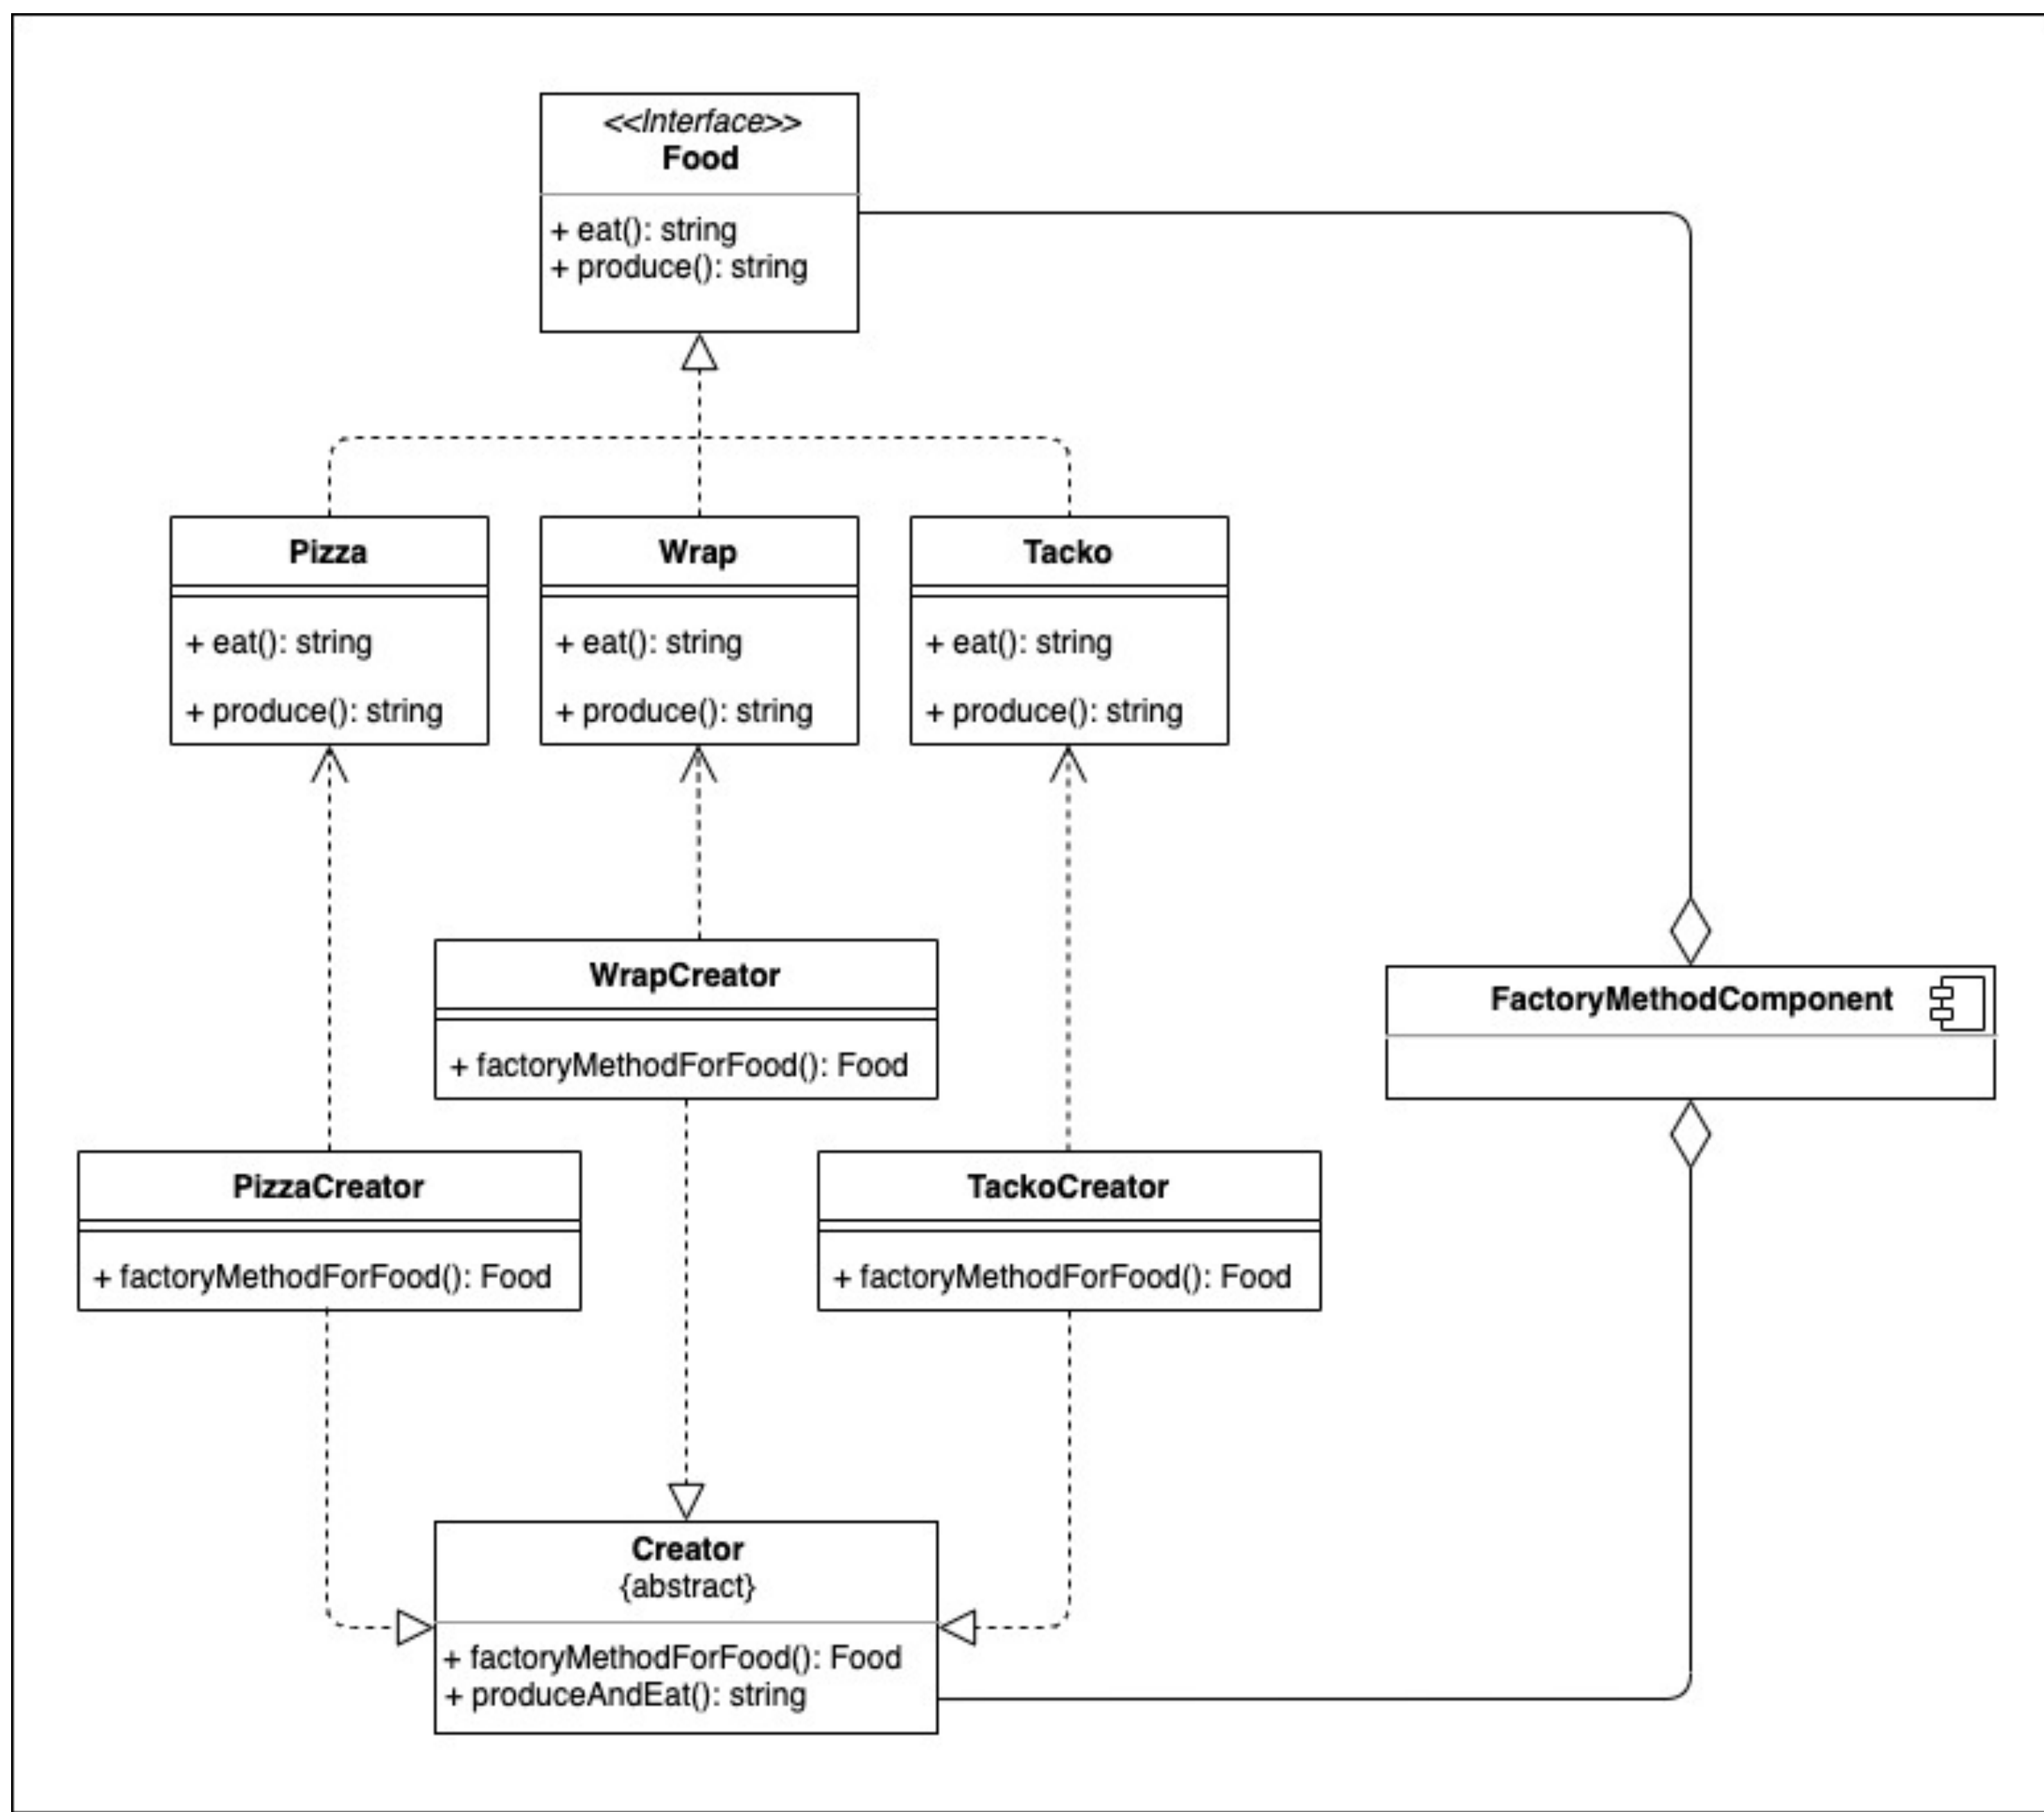 <<Interface>>
Food
+ eat(): string
+ produce(): string
Pizza
+ eat(): string
+ produce(): string
Wrap
+ eat(): string
+ produce(): string
Tacko
+ eat(): string
+ produce(): string
WrapCreator
+ factoryMethodForFood(): Food
FactoryMethodComponent
PizzaCreator
+ factoryMethodForFood(): Food
TackoCreator
+ factoryMethodForFood(): Food
Creator
{abstract}
+ factoryMethodForFood(): Food
+ produceAndEat(): string